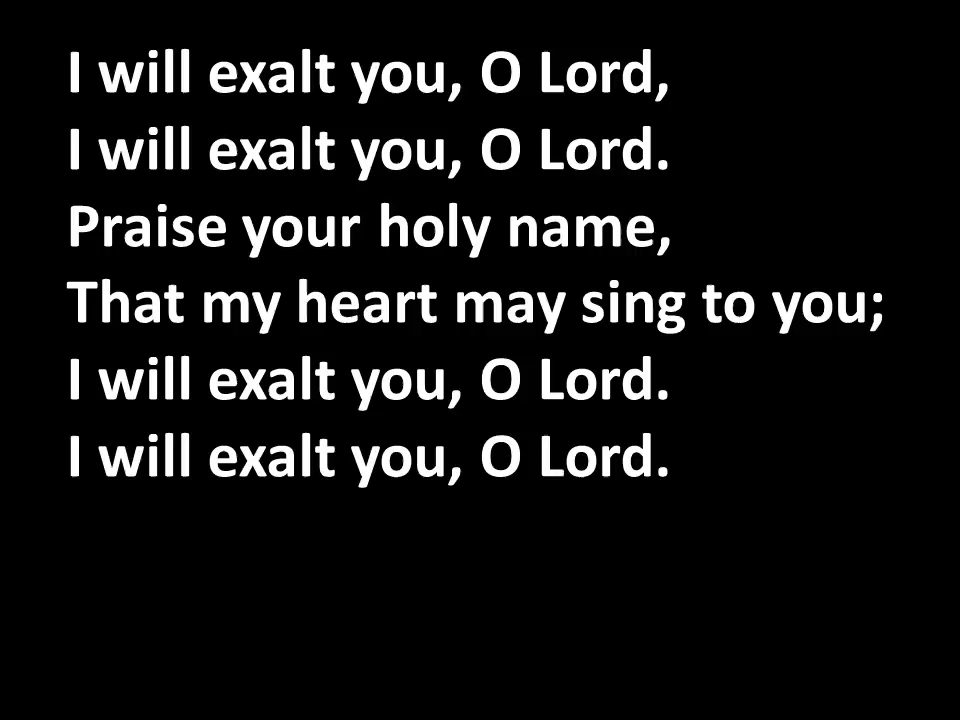 I will exalt you, O Lord,
I will exalt you, O Lord.
Praise your holy name,
That my heart may sing to you;
I will exalt you, O Lord.
I will exalt you, O Lord.